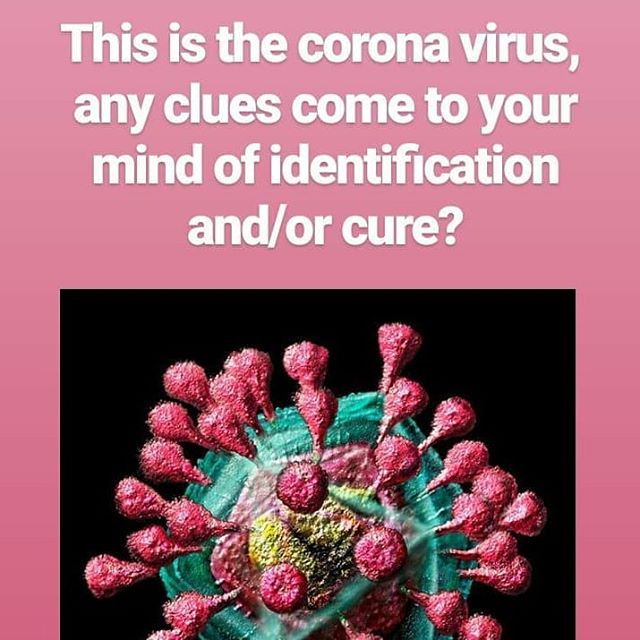 This is the corona virus,
any clues come to your
mind of identification
and/or cure?